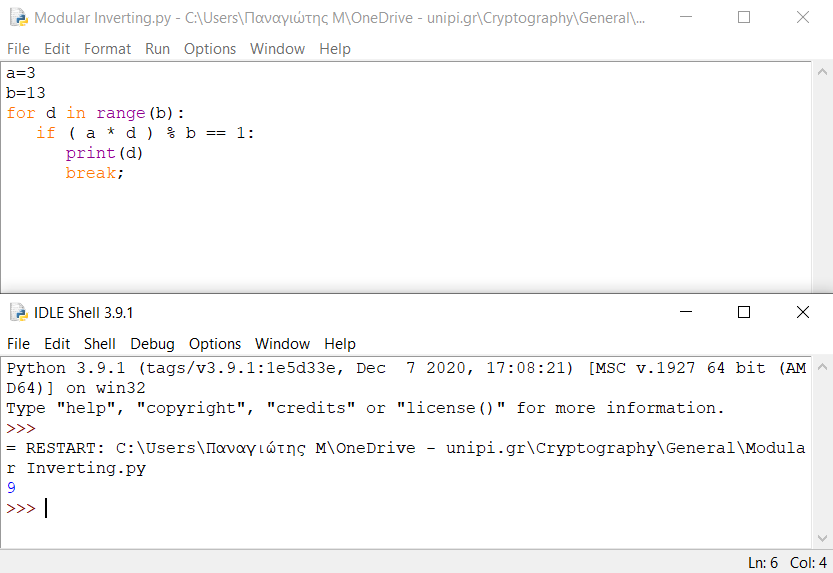 Modular Inverting.py - C:\Users\Παναγιώτης Μ\OneDrive - unipi.gr\Cryptography\General\...
File Edit Format Run Options Window Help
a=3
b=13
for d in range(b):
   if ( a * d ) % b == 1:
      print(d)
      break;
IDLE Shell 3.9.1
File Edit Shell Debug Options Window Help
Python 3.9.1 (tags/v3.9.1:1e5d33e, Dec  7 2020, 17:08:21) [MSC v.1927 64 bit (AM
D64)] on win32
Type "help", "copyright", "credits" or "license()" for more information.
>>>
= RESTART: C:\Users\Παναγιώτης Μ\OneDrive - unipi.gr\Cryptography\General\Modula
r Inverting.py
9
>>>
Ln: 6 Col: 4